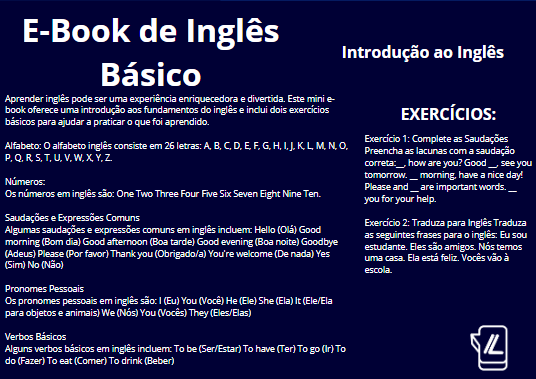 E-Book de Inglês
Básico
Aprender inglês pode ser uma experiência enriquecedora e divertida. Este mini e-
book oferece uma introdução aos fundamentos do inglês e inclui dois exercícios
básicos para ajudar a praticar o que foi aprendido.
Alfabeto: O alfabeto inglês consiste em 26 letras: A, B, C, D, E, F, G, H, I, J, K, L, M, N, O,
P, Q, R, S, T, U, V, W, X, Y, Z.
Números:
Os números em inglês são: One Two Three Four Five Six Seven Eight Nine Ten.
Saudações e Expressões Comuns
Algumas saudações e expressões comuns em inglês incluem: Hello (Olá) Good
morning (Bom dia) Good afternoon (Boa tarde) Good evening (Boa noite) Goodbye
(Adeus) Please (Por favor) Thank you (Obrigado/a) You're welcome (De nada) Yes
(Sim) No (Não)
Pronomes Pessoais
Os pronomes pessoais em inglês são: I (Eu) You (Você) He (Ele) She (Ela) It (Ele/Ela
para objetos e animais) We (Nós) You (Vocês) They (Eles/Elas)
Verbos Básicos
Alguns verbos básicos em inglês incluem: To be (Ser/Estar) To have (Ter) To go (Ir) To
do (Fazer) To eat (Comer) To drink (Beber)
Introdução ao Inglês
EXERCÍCIOS:
Exercício 1: Complete as Saudações
Preencha as lacunas com a saudação
correta:__, how are you? Good __, see you
tomorrow. __ morning, have a nice day!
Please and __ are important words. __
you for your help.
Exercício 2: Traduza para Inglês Traduza
as seguintes frases para o inglês: Eu sou
estudante. Eles são amigos. Nós temos
uma casa. Ela está feliz. Vocês vão à
escola.